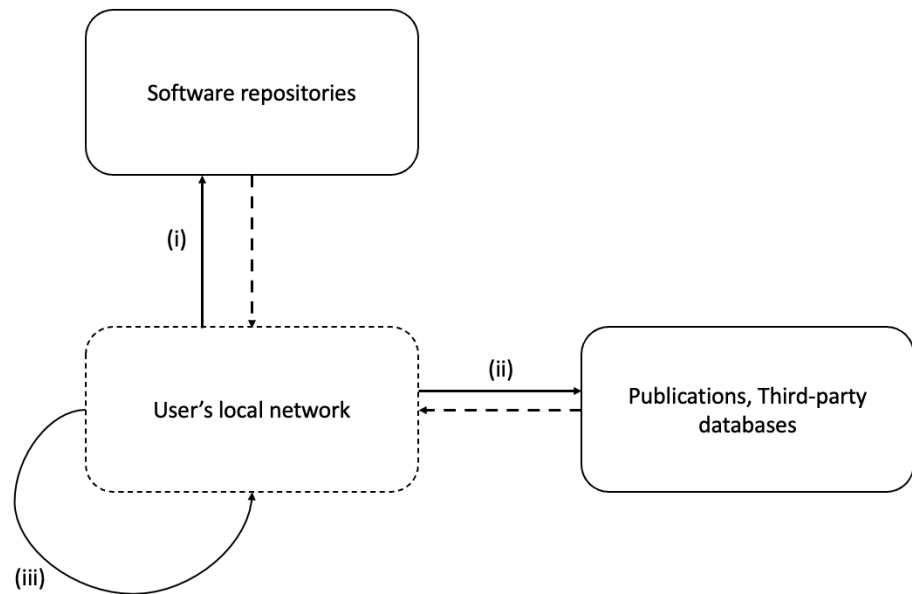 Software repositories
(i)
(ii)
User’s local network
Publications, Third-party
databases
(iii)